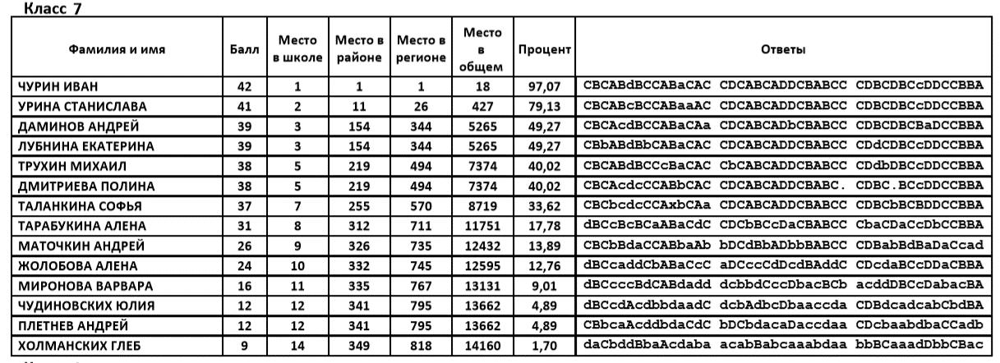 Класс 7
Фамилия и имя Балл Место в школе Место в районе Место в регионе Место в общем Процент Ответы
ЧУРИН ИВАН 42 1 1 1 18 97,07 CBCABdBCCABaCAC CDCABCADDCBABCC CDBCDBCcDDCCBBA
УРИНА СТАНИСЛАВА 41 2 11 26 427 79,13 CBCABcBCCABaaAC CDCABCADDCBABCC CDBCDBCcDDCCBBA
ДАМИНОВ АНДРЕЙ 39 3 154 344 5265 49,27 CBCAcdBCCABaCAa CDCABCADbCBABCC CDBCDBCBaDCCBBA
ЛУБНИНА ЕКАТЕРИНА 39 3 154 344 5265 49,27 CBbABdBbCABaCAC CDCABCADDCBABCC CDdCDBCcDDCCBBA
ТРУХИН МИХАИЛ 38 5 219 494 7374 40,02 CBCABdBCCcBaCAC CbCABCADDCBABCC CDdbDBCcDDCCBBA
ДМИТРИЕВА ПОЛИНА 38 5 219 494 7374 40,02 CBCAcdcCCABbCAC CDCABCADDCBABC. CDBC.BCcDDCCBBA
ТАЛАНКИНА СОФЬЯ 37 7 255 570 8719 33,62 CBCbcdcCCAxbCAa CDCABCADDCBABCC CDBCbBCBDDCCBBA
ТАРАБУКИНА АЛЕНА 31 8 312 711 11751 17,78 dBCcBcBCaABaCdC CDCbBCcDaCBABCC CbaCDaCcDbCCBBA
МАТОЧКИН АНДРЕЙ 26 9 326 735 12432 13,89 CBCbBdaCCABbaAb bDCdBbADbbBABCC CDBabBdBaDaCcad
ЖОЛОБОВА АЛЕНА 24 10 332 745 12595 12,76 dBCcaddCbABaCcC aDCccCdDcdBAddC CDcdaBCcDDaCBBA
МИРОНОВА ВАРВАРА 16 11 335 767 13131 9,01 dBCcccBdCABdadd dcbbdCccDbacBCb acddDBCcDabacBA
ЧУДИНОВСКИХ ЮЛИЯ 12 12 341 795 13662 4,89 dBCcdAcdbbdaadC dcbAdbcDbaaccda CDBdcadcabCbdBA
ПЛЕТНЕВ АНДРЕЙ 12 12 341 795 13662 4,89 CBbcaAcddbdaCdC bDCbdacaDaccdaa CDcbaabdbaCCadb
ХОЛМАНСКИХ ГЛЕБ 9 14 349 818 14160 1,70 daCbddBbaAcdaba acabBabcaaabdaa bbBCaaadDbbCBac